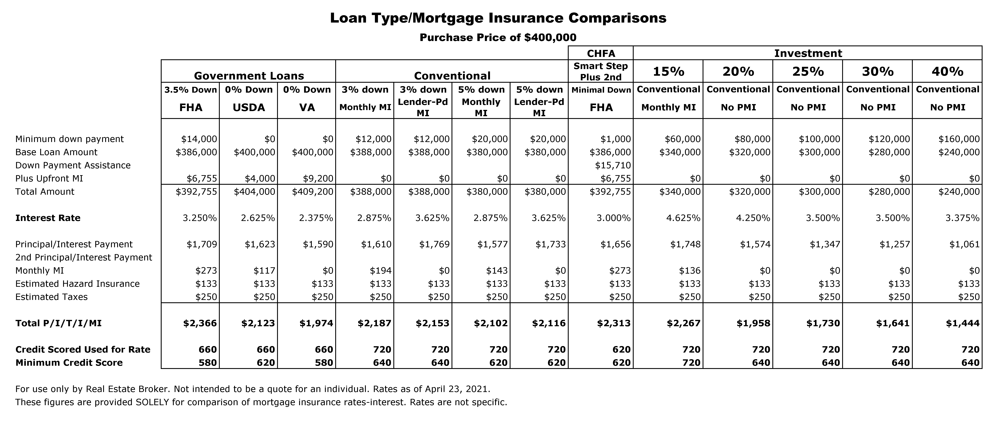 Loan Type/Mortgage Insurance Comparisons
Purchase Price of $400,000
CHFA Investment
Government Loans Conventional Smart Step Plus 2nd 15% 20% 25% 30% 40%
3.5% Down 0% Down 0% Down 3% down 3% down 5% down 5% down Minimal Down Conventional Conventional Conventional Conventional Conventional
FHA USDA VA Monthly MI Lender-Pd MI Monthly MI Lender-Pd MI FHA Monthly MI No PMI No PMI No PMI No PMI
Minimum down payment $14,000 $0 $0 $12,000 $12,000 $20,000 $20,000 $1,000 $60,000 $80,000 $100,000 $120,000 $160,000
Base Loan Amount $386,000 $400,000 $400,000 $388,000 $388,000 $380,000 $380,000 $386,000 $340,000 $320,000 $300,000 $280,000 $240,000
Down Payment Assistance $15,710
Plus Upfront MI $6,755 $4,000 $9,200 $0 $0 $0 $0 $6,755 $0 $0 $0 $0 $0
Total Amount $392,755 $404,000 $409,200 $388,000 $388,000 $380,000 $380,000 $392,755 $340,000 $320,000 $300,000 $280,000 $240,000
Interest Rate 3.250% 2.625% 2.375% 2.875% 3.625% 2.875% 3.625% 3.000% 4.625% 4.250% 3.500% 3.500% 3.375%
Principal/Interest Payment $1,709 $1,623 $1,590 $1,610 $1,769 $1,577 $1,733 $1,656 $1,748 $1,574 $1,347 $1,257 $1,061
2nd Principal/Interest Payment
Monthly MI $273 $117 $0 $194 $0 $143 $0 $273 $136 $0 $0 $0 $0
Estimated Hazard Insurance $133 $133 $133 $133 $133 $133 $133 $133 $133 $133 $133 $133 $133
Estimated Taxes $250 $250 $250 $250 $250 $250 $250 $250 $250 $250 $250 $250 $250
Total P/I/T/I/MI $2,366 $2,123 $1,974 $2,187 $2,153 $2,102 $2,116 $2,313 $2,267 $1,958 $1,730 $1,641 $1,444
Credit Scored Used for Rate 660 660 660 720 720 720 720 620 720 720 720 720 720
Minimum Credit Score 580 620 580 640 640 620 620 620 720 640 640 640 640
For use only by Real Estate Broker. Not intended to be a quote for an individual. Rates as of April 23, 2021.
These figures are provided SOLELY for comparison of mortgage insurance rates-interest. Rates are not specific.